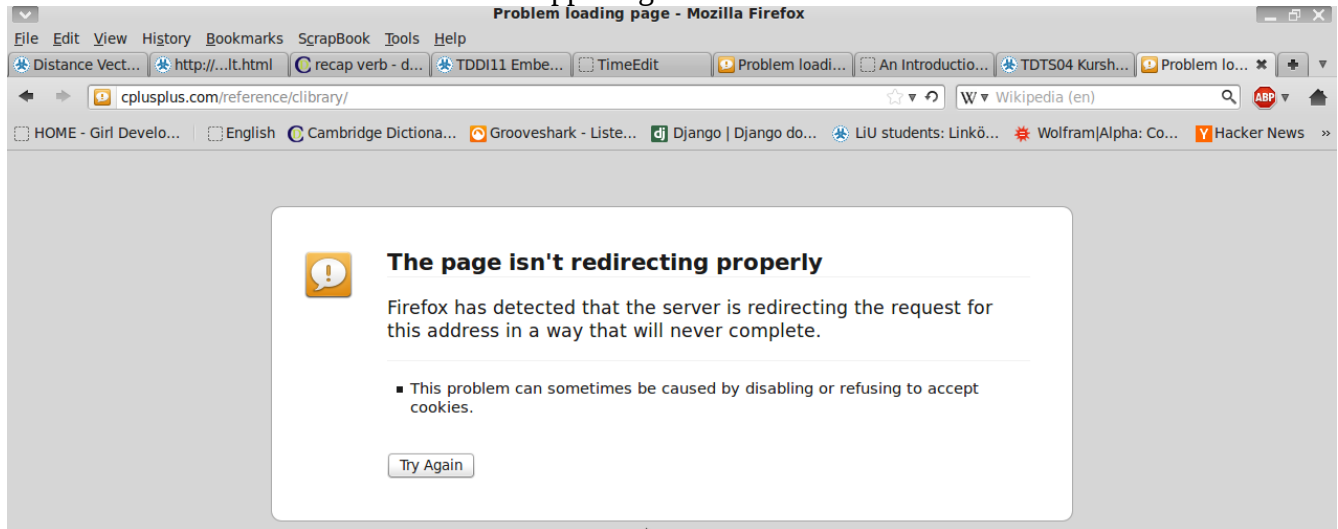 Problem loading page - Mozilla Firefox
File Edit View History Bookmarks ScrapBook Tools Help
Distance Vect... http://...lt.html recap verb - d... TDDI11 Embe... TimeEdit Problem loadi... An Introductio... TDTS04 Kursh... Problem lo...
cplusplus.com/reference/clibrary/ W Wikipedia (en) ABP
HOME - Girl Develo... English Cambridge Dictiona... Grooveshark - Liste... dj Django | Django do... LiU students: Linkö... Wolfram|Alpha: Co... Y Hacker News »
The page isn't redirecting properly
Firefox has detected that the server is redirecting the request for
this address in a way that will never complete.
This problem can sometimes be caused by disabling or refusing to accept
cookies.
Try Again